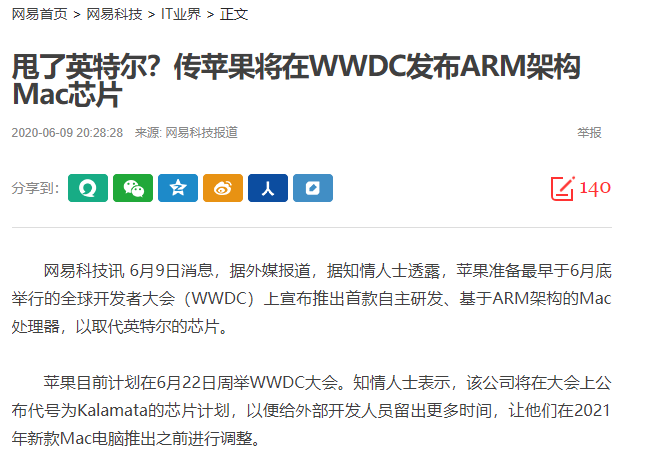 网易首页 > 网易科技 > IT业界 > 正文
甩了英特尔？传苹果将在WWDC发布ARM架构
Mac芯片
2020-06-09 20:28:28 来源: 网易科技报道 举报
分享到: 140
网易科技讯 6月9日消息，据外媒报道，据知情人士透露，苹果准备最早于6月底
举行的全球开发者大会（WWDC）上宣布推出首款自主研发、基于ARM架构的Mac
处理器，以取代英特尔的芯片。
苹果目前计划在6月22日周举WWDC大会。知情人士表示，该公司将在大会上公
布代号为Kalamata的芯片计划，以便给外部开发人员留出更多时间，让他们在2021
年新款Mac电脑推出之前进行调整。